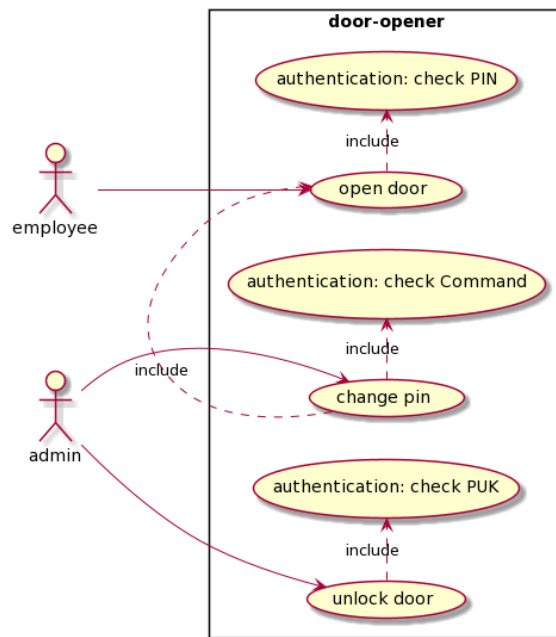 door-opener
authentication: check PIN
include
open door
employee
authentication: check Command
include
include
change pin
admin
authentication: check PUK
include
unlock door